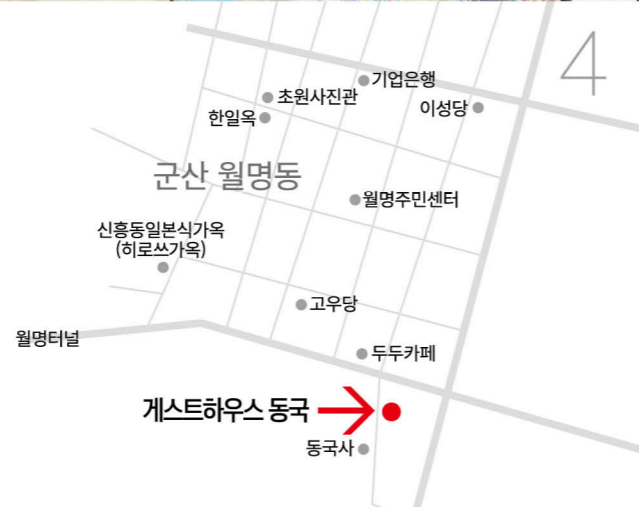 4
기업은행
초원사진관
이성당
한일옥
군산 월명동
월명주민센터
신흥동일본식가옥
(히로쓰가옥)
고우당
월명터널
두두카페
게스트하우스 동국
동국사